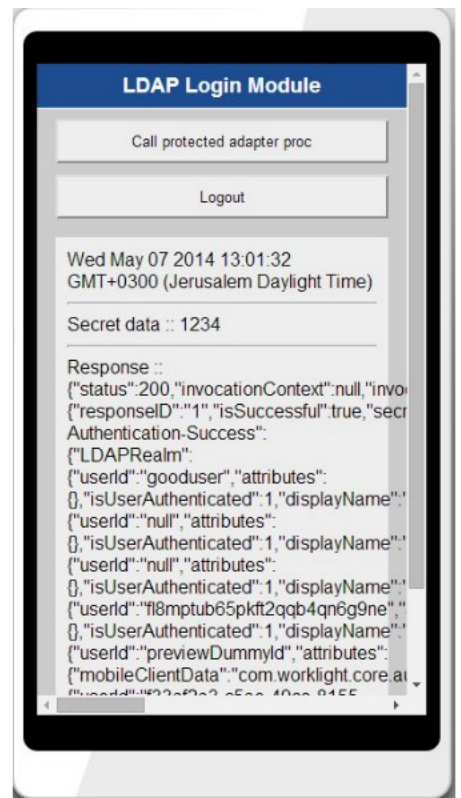 LDAP Login Module
Call protected adapter proc
Logout
Wed May 07 2014 13:01:32
GMT+0300 (Jerusalem Daylight Time)
Secret data :: 1234
Response ::
{"status":200,"invocationContext":null,"invo
{"responseID":"1","isSuccessful":true,"secr
Authentication-Success":
{"LDAPRealm":
{"userId":"gooduser","attributes":
{},"isUserAuthenticated":1,"displayName":"
{"userId":"null","attributes":
{},"isUserAuthenticated":1,"displayName":"
{"userId":"null","attributes":
{},"isUserAuthenticated":1,"displayName":"
{"userId":"fl8mptub65pkft2qqb4qn6g9ne","
{},"isUserAuthenticated":1,"displayName":"
{"userId":"previewDummyId","attributes":
{"mobileClientData":"com.worklight.core.au